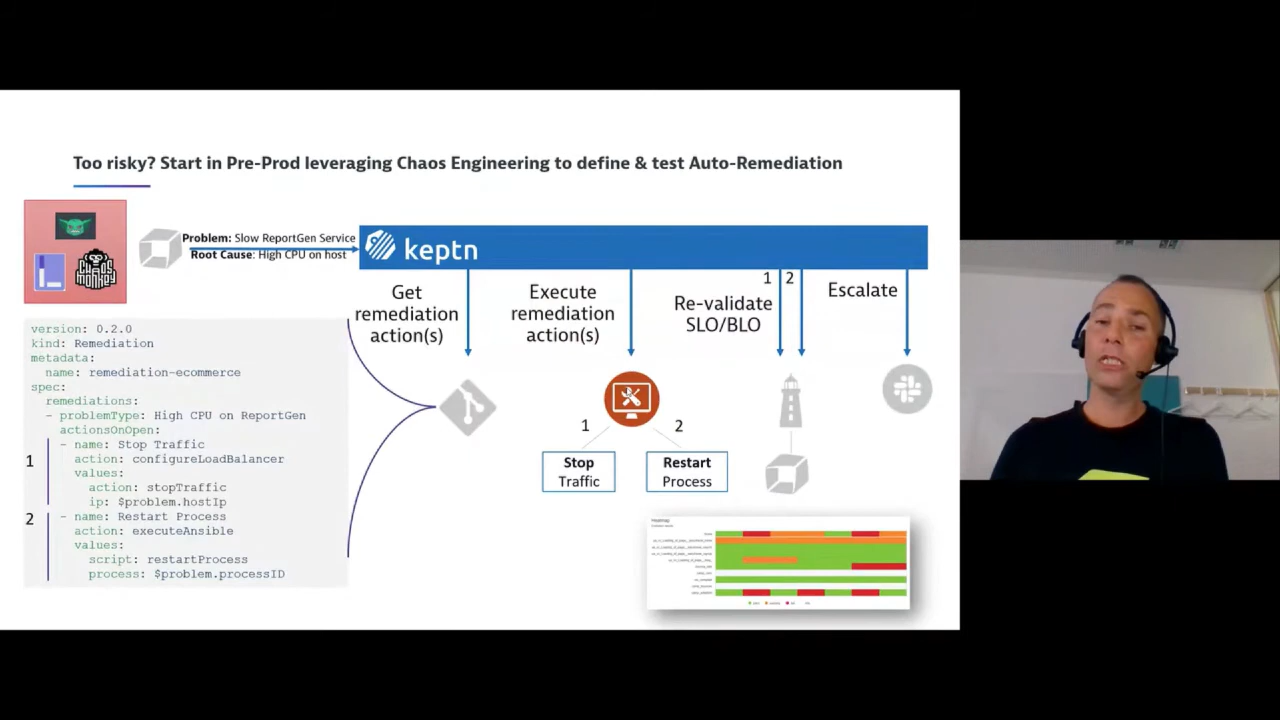 Too risky? Start in Pre-Prod leveraging Chaos Engineering to define & test Auto-Remediation
CHAOS
MONKEY
Problem: Slow ReportGen Service
Root Cause: High CPU on host
keptn
Get
remediation
action(s)
Execute
remediation
action(s)
1 2
Re-validate
SLO/BLO
Escalate
version: 0.2.0
kind: Remediation
metadata:
name: remediation-ecommerce
spec:
remediations:
- problemType: High CPU on ReportGen
actionsOnOpen:
1
- name: Stop Traffic
action: configureLoadBalancer
values:
action: stopTraffic
ip: $problem.hostIp
2
- name: Restart Process
action: executeAnsible
values:
script: restartProcess
process: $problem.processID
1
2
Stop
Traffic
Restart
Process
Heatmap